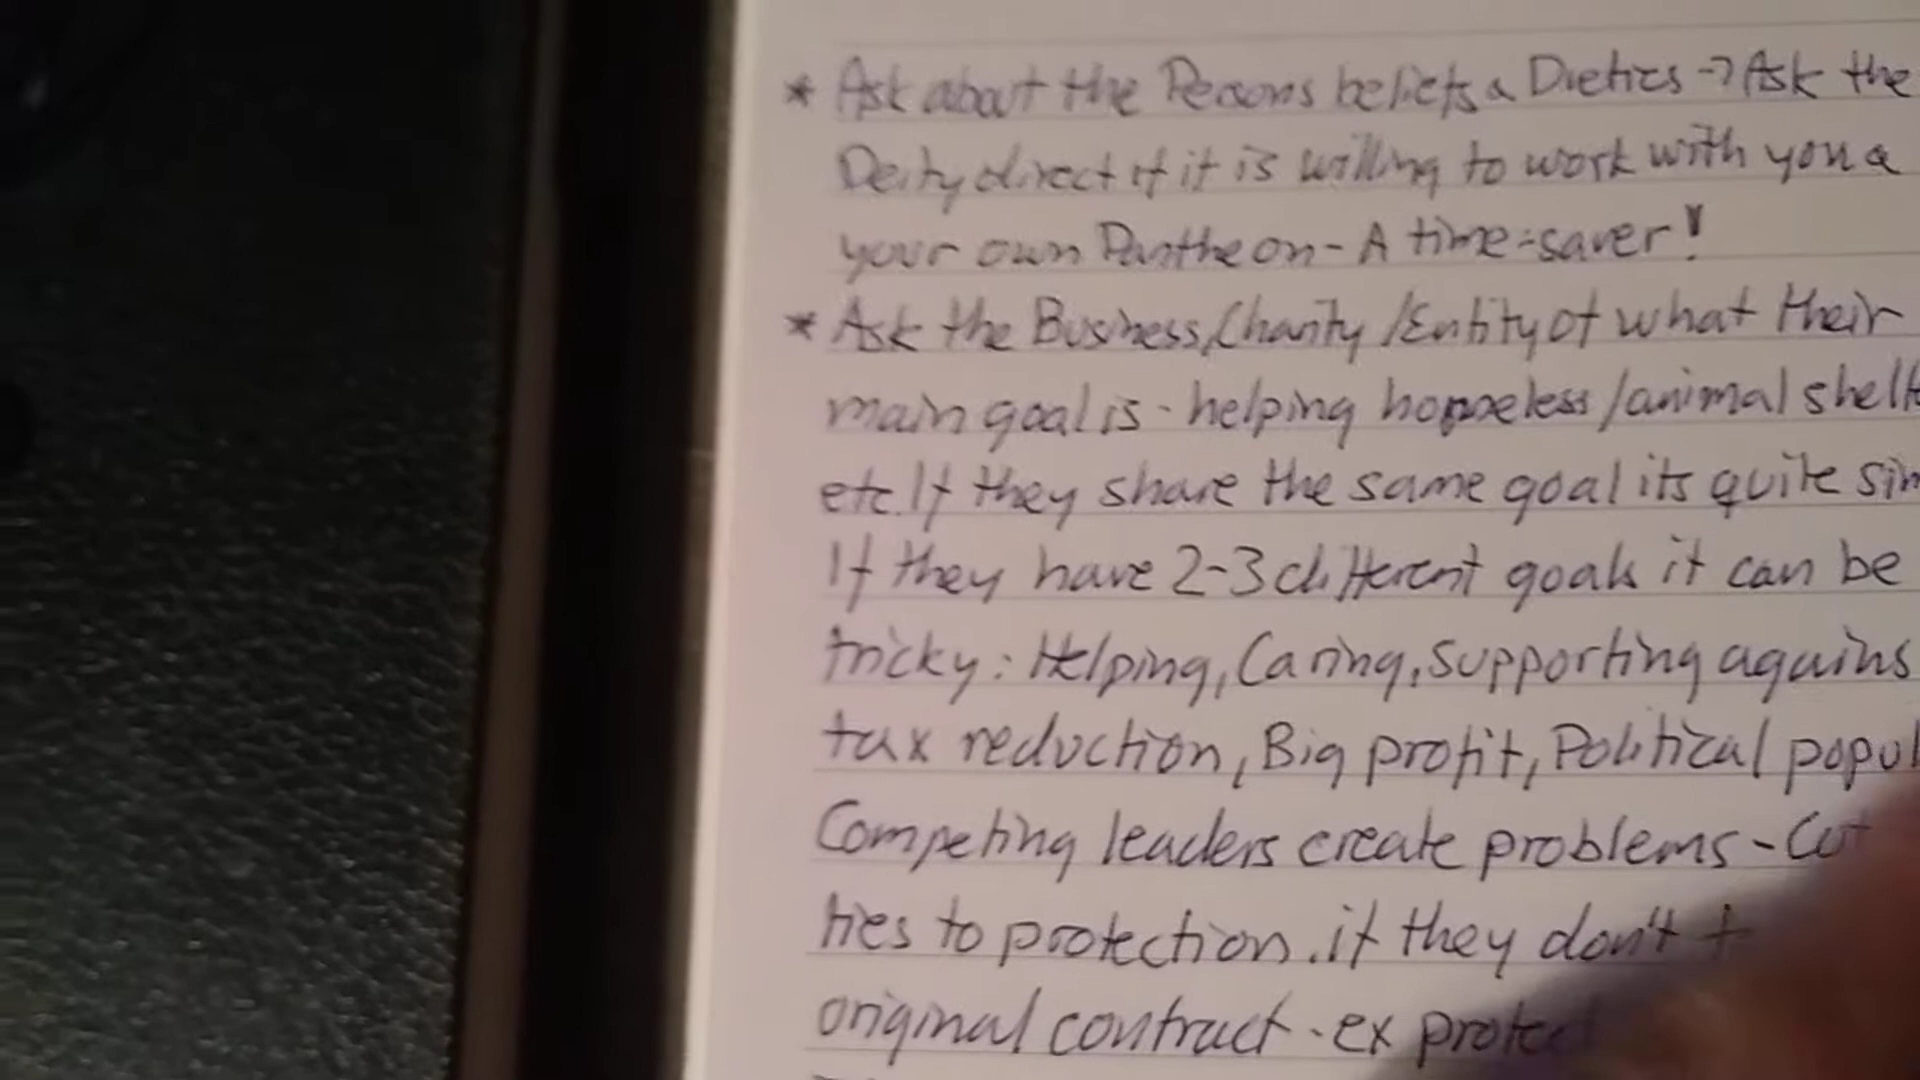 * Ask about the Persons beliefs & Dieties → Ask the
Deity direct if it is willing to work with you &
your own Pantheon - A time-saver!
* Ask the Business/Charity/Entity of what their
main goal is - helping homeless/animal shelt
etc. If they share the same goal its quite sim
If they have 2-3 different goals it can be
tricky: Helping, Caring, Supporting agains
tax reduction, Big profit, Political popul
Competing leaders create problems - Cut
ties to protection. if they don't
original contract - ex protect